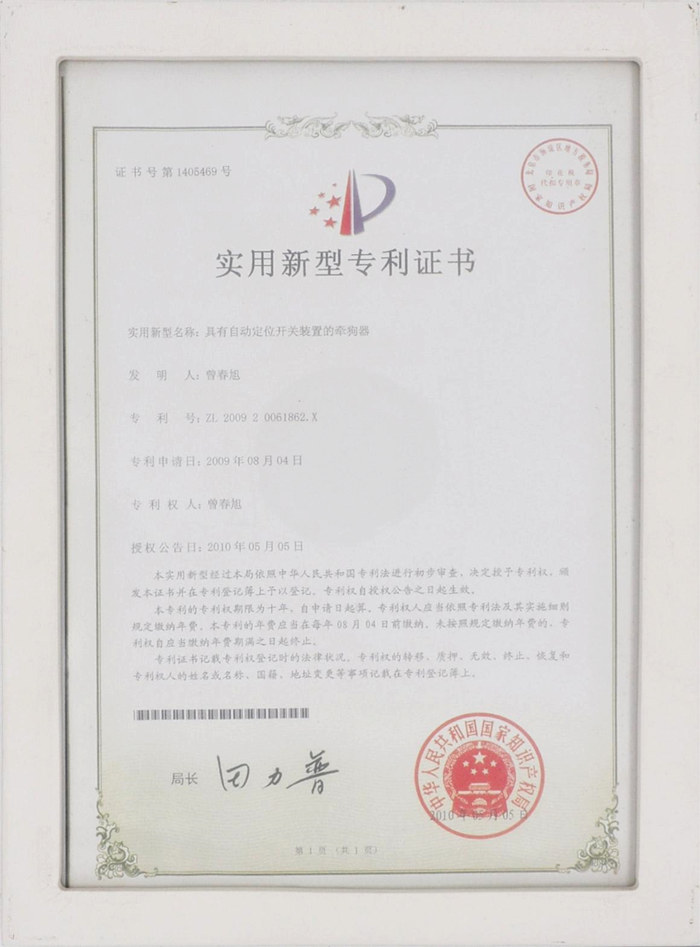 证书号第1405469号
实用新型专利证书
实用新型名称：具有自动定位开关装置的牵狗器
发明人：曾春旭
专利号：ZL 2009 2 0061862.X
专利申请日：2009年08月04日
专利权人：曾春旭
授权公告日：2010年05月05日
本实用新型经过本局依照中华人民共和国专利法进行初步审查，决定授予专利权，颁
发本证书并在专利登记簿上予以登记。专利权自授权公告之日起生效。
本专利的专利权期限为十年，自申请日起算。专利权人应当依照专利法及其实施细则
规定缴纳年费。本专利的年费应当在每年08月04日前缴纳。未按照规定缴纳年费的，专
利权自应当缴纳年费期满之日起终止。
专利证书记载专利权登记时的法律状况。专利权的转移、质押、无效、终止、恢复和
专利权人的姓名或名称、国籍、地址变更等事项记载在专利登记簿上。
局长 田力普
中华人民共和国国家知识产权局
2010年05月05日
第1页（共1页）